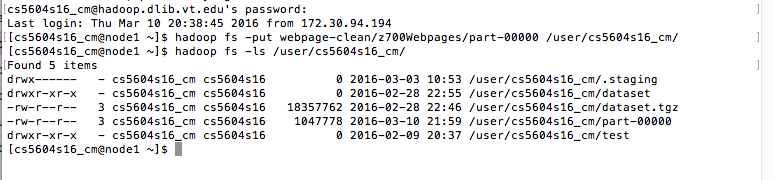 cs5604s16_cm@hadoop.dlib.vt.edu's password:
Last login: Thu Mar 10 20:38:45 2016 from 172.30.94.194
[cs5604s16_cm@node1 ~]$ hadoop fs -put webpage-clean/z700Webpages/part-00000 /user/cs5604s16_cm/
[cs5604s16_cm@node1 ~]$ hadoop fs -ls /user/cs5604s16_cm/
Found 5 items
drwx------   - cs5604s16_cm cs5604s16          0 2016-03-03 10:53 /user/cs5604s16_cm/.staging
drwxr-xr-x   - cs5604s16_cm cs5604s16          0 2016-02-28 22:55 /user/cs5604s16_cm/dataset
-rw-r--r--   3 cs5604s16_cm cs5604s16   18357762 2016-02-28 22:46 /user/cs5604s16_cm/dataset.tgz
-rw-r--r--   3 cs5604s16_cm cs5604s16    1047778 2016-03-10 21:59 /user/cs5604s16_cm/part-00000
drwxr-xr-x   - cs5604s16_cm cs5604s16          0 2016-02-09 20:37 /user/cs5604s16_cm/test
[cs5604s16_cm@node1 ~]$